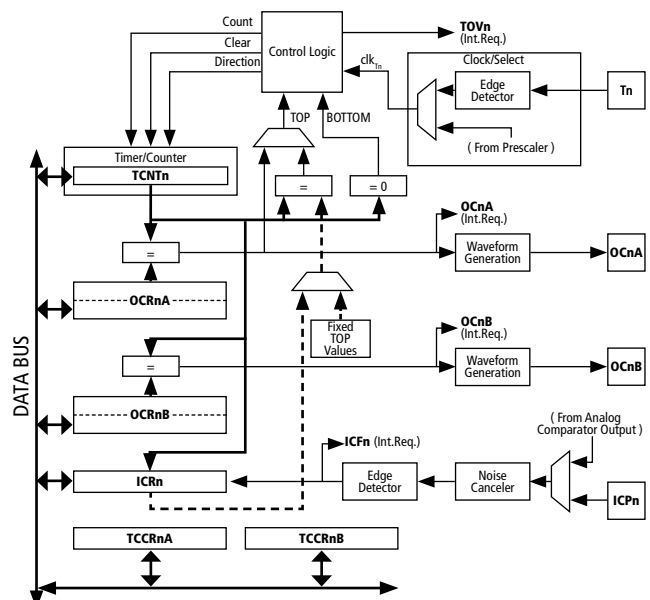 Count
Clear
Direction
Control Logic
TOVn
(Int.Req.)
clkTn
Clock/Select
Edge
Detector
Tn
( From Prescaler )
TOP
BOTTOM
Timer/Counter
TCNTn
=
= 0
=
OCnA
(Int.Req.)
Waveform
Generation
OCnA
OCRnA
Fixed
TOP
Values
OCnB
(Int.Req.)
=
Waveform
Generation
OCnB
OCRnB
DATA BUS
( From Analog
Comparator Output )
ICFn (Int.Req.)
ICRn
Edge
Detector
Noise
Canceler
ICPn
TCCRnA
TCCRnB